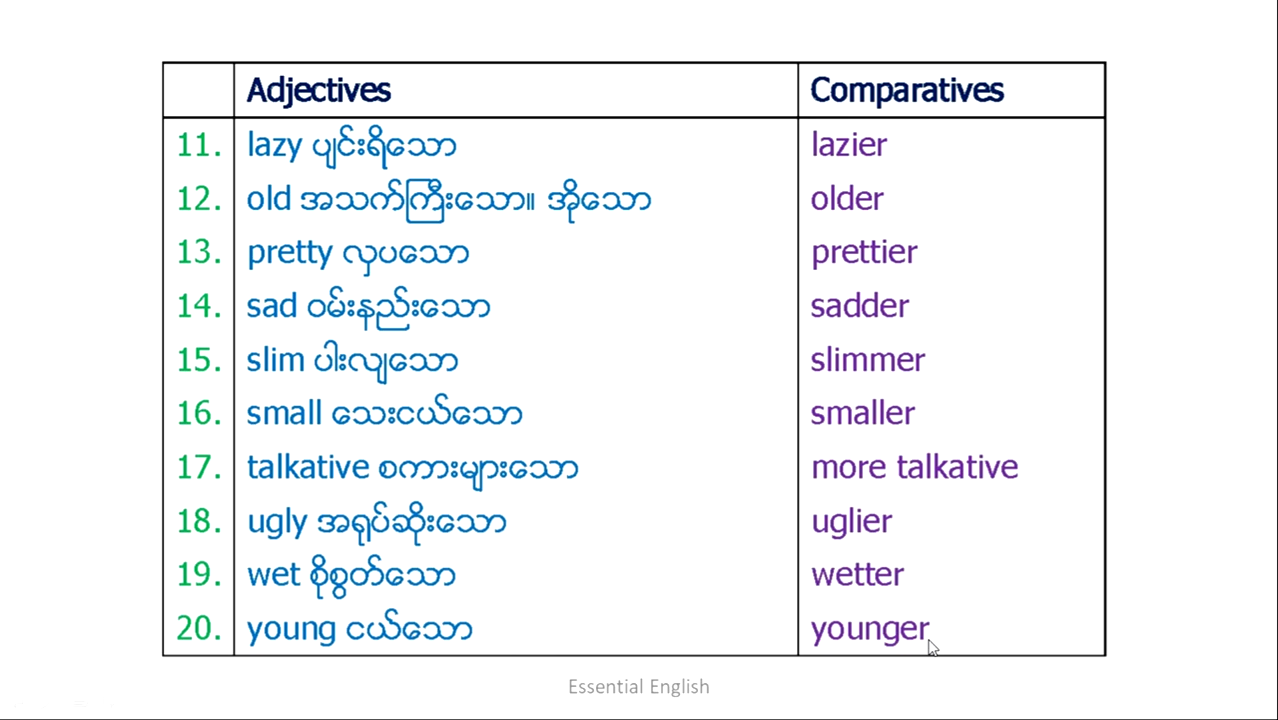 Adjectives Comparatives
11. lazy ပျင်းရိသော lazier
12. old အသက်ကြီးသော။ အိုသော older
13. pretty လှပသော prettier
14. sad ဝမ်းနည်းသော sadder
15. slim ပါးလျသော slimmer
16. small သေးငယ်သော smaller
17. talkative စကားများသော more talkative
18. ugly အရုပ်ဆိုးသော uglier
19. wet စိုစွတ်သော wetter
20. young ငယ်သော younger
Essential English